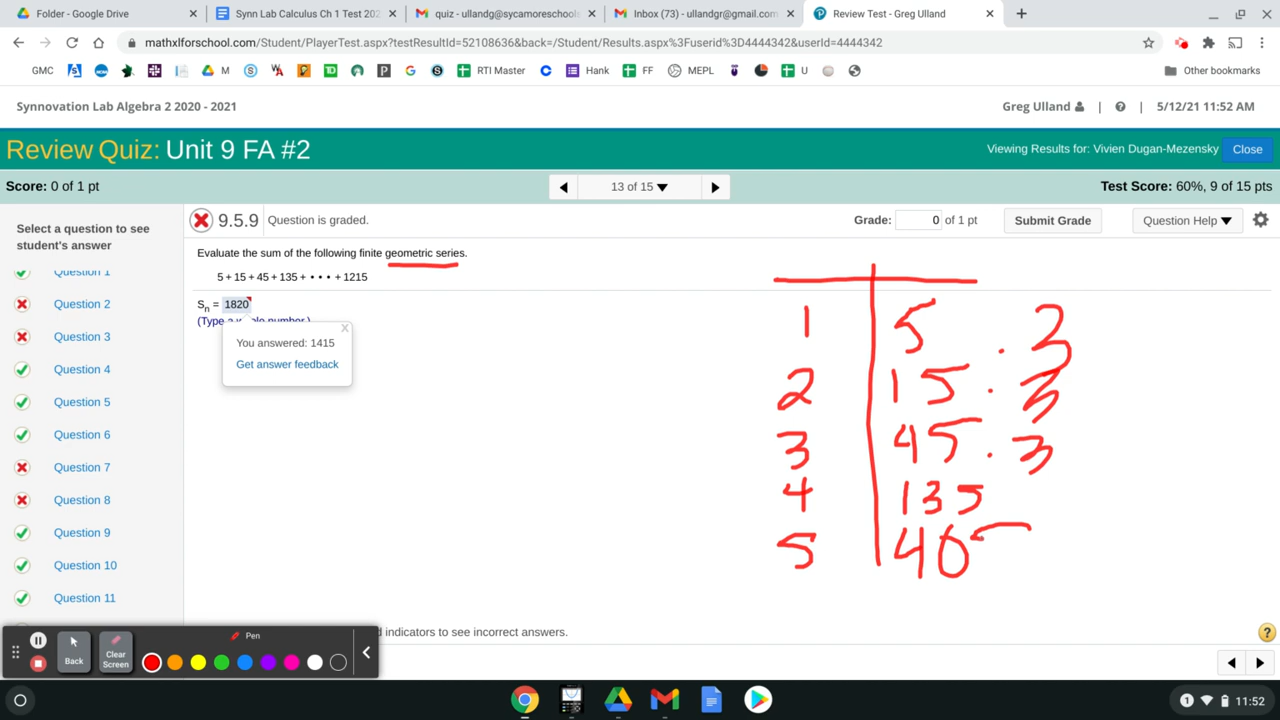 Folder - Google Drive
Synn Lab Calculus Ch 1 Test 202
quiz - ullandg@sycamoreschools
Inbox (73) - ullandgr@gmail.com
Review Test - Greg Ulland
mathxlforschool.com/Student/PlayerTest.aspx?testResultId=52108636&back=/Student/Results.aspx%3Fuserid%3D4444342&userId=4444342
GMC
M
RTI Master
Hank
FF
MEPL
U
Other bookmarks
Synnovation Lab Algebra 2 2020 - 2021
Greg Ulland | ? | 5/12/21 11:52 AM
Review Quiz: Unit 9 FA #2
Viewing Results for: Vivien Dugan-Mezensky
Close
Score: 0 of 1 pt
13 of 15
Test Score: 60%, 9 of 15 pts
Select a question to see
student's answer
9.5.9
Question is graded.
Grade: 0 of 1 pt
Submit Grade
Question Help
Question 1
Question 2
Question 3
Question 4
Question 5
Question 6
Question 7
Question 8
Question 9
Question 10
Question 11
Evaluate the sum of the following finite geometric series.
5 + 15 + 45 + 135 + • • • + 1215
Sn = 1820
(Type a whole number.)
x
You answered: 1415
Get answer feedback
1 5 . 3
2 15 . 3
3 45 . 3
4 135
5 405
d indicators to see incorrect answers.
Pen
Back
Clear
Screen
?
1
11:52